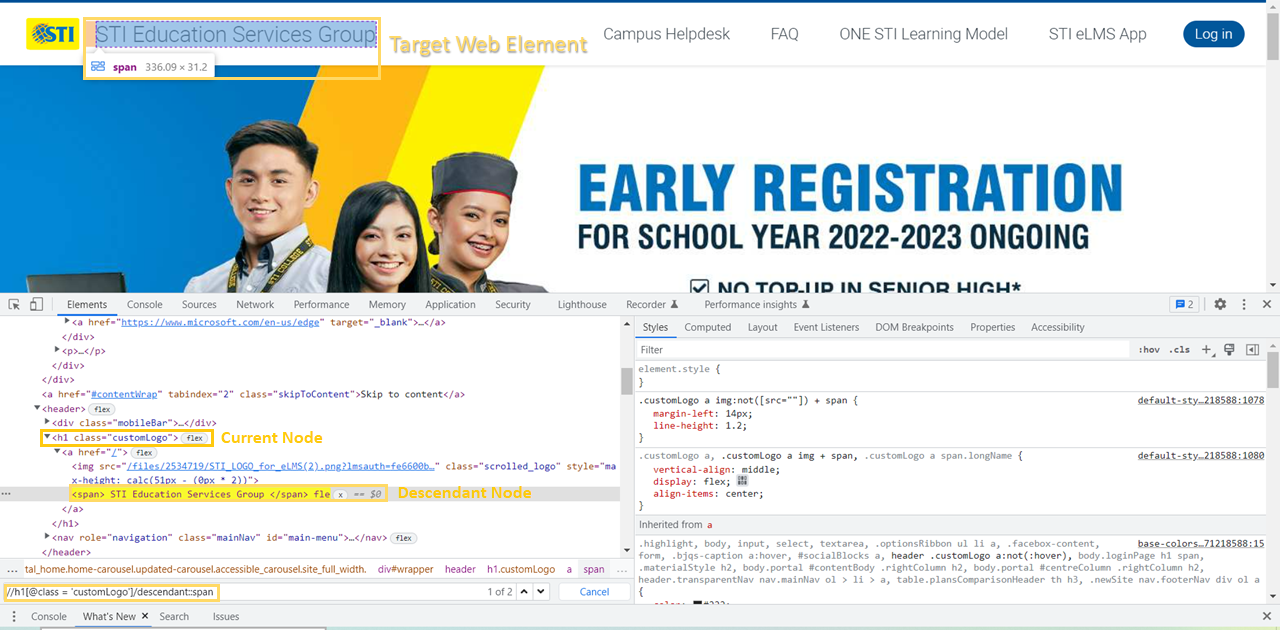 STI
STI Education Services Group
Target Web Element
Campus Helpdesk
FAQ
ONE STI Learning Model
STI eLMS App
Log in
span 336.09 × 31.2
STI COLLEGE
EARLY REGISTRATION
FOR SCHOOL YEAR 2022-2023 ONGOING
NO TOP-UP IN SENIOR HIGH*
Elements Console Sources Network Performance Memory Application Security Lighthouse Recorder Performance insights 2
<a href="https://www.microsoft.com/en-us/edge" target="_blank">…</a>
</div>
<p>…</p>
</div>
</div>
<a href="#contentWrap" tabindex="2" class="skipToContent">Skip to content</a>
<header> flex
<div class="mobileBar">…</div>
<h1 class="customLogo"> flex Current Node
<a href="/"> flex
<img src="/files/2534719/STI_LOGO_for_eLMS(2).png?lmsauth=fe6600b…" class="scrolled_logo" style="ma
x-height: calc(51px - (0px * 2))">
… <span> STI Education Services Group </span> fle x == $0 Descendant Node
</a>
</h1>
<nav role="navigation" class="mainNav" id="main-menu">…</nav> flex
</header>
… tal_home.home-carousel.updated-carousel.accessible_carousel.site_full_width. div#wrapper header h1.customLogo a span …
//h1[@class = 'customLogo']/descendant::span 1 of 2 Cancel
Styles Computed Layout Event Listeners DOM Breakpoints Properties Accessibility
Filter :hov .cls +
element.style {
}
.customLogo a img:not([src=""]) + span { default-sty…218588:1078
margin-left: 14px;
line-height: 1.2;
}
.customLogo a, .customLogo a img + span, .customLogo a span.longName { default-sty…218588:1080
vertical-align: middle;
display: flex;
align-items: center;
}
Inherited from a
.highlight, body, input, select, textarea, .optionsRibbon ul li a, .facebook-content, base-colors…71218588:15
form, .bjqs-caption a:hover, #socialBlocks a, header .customLogo a:not(:hover), body.loginPage h1 span,
.materialStyle h2, body.portal #contentBody .rightColumn h2, body.portal #centreColumn .rightColumn h2,
header.transparentNav nav.mainNav ol > li > a, table.plansComparisonHeader th h3, .newSite nav.footerNav div ol a
{
Console What's New Search Issues